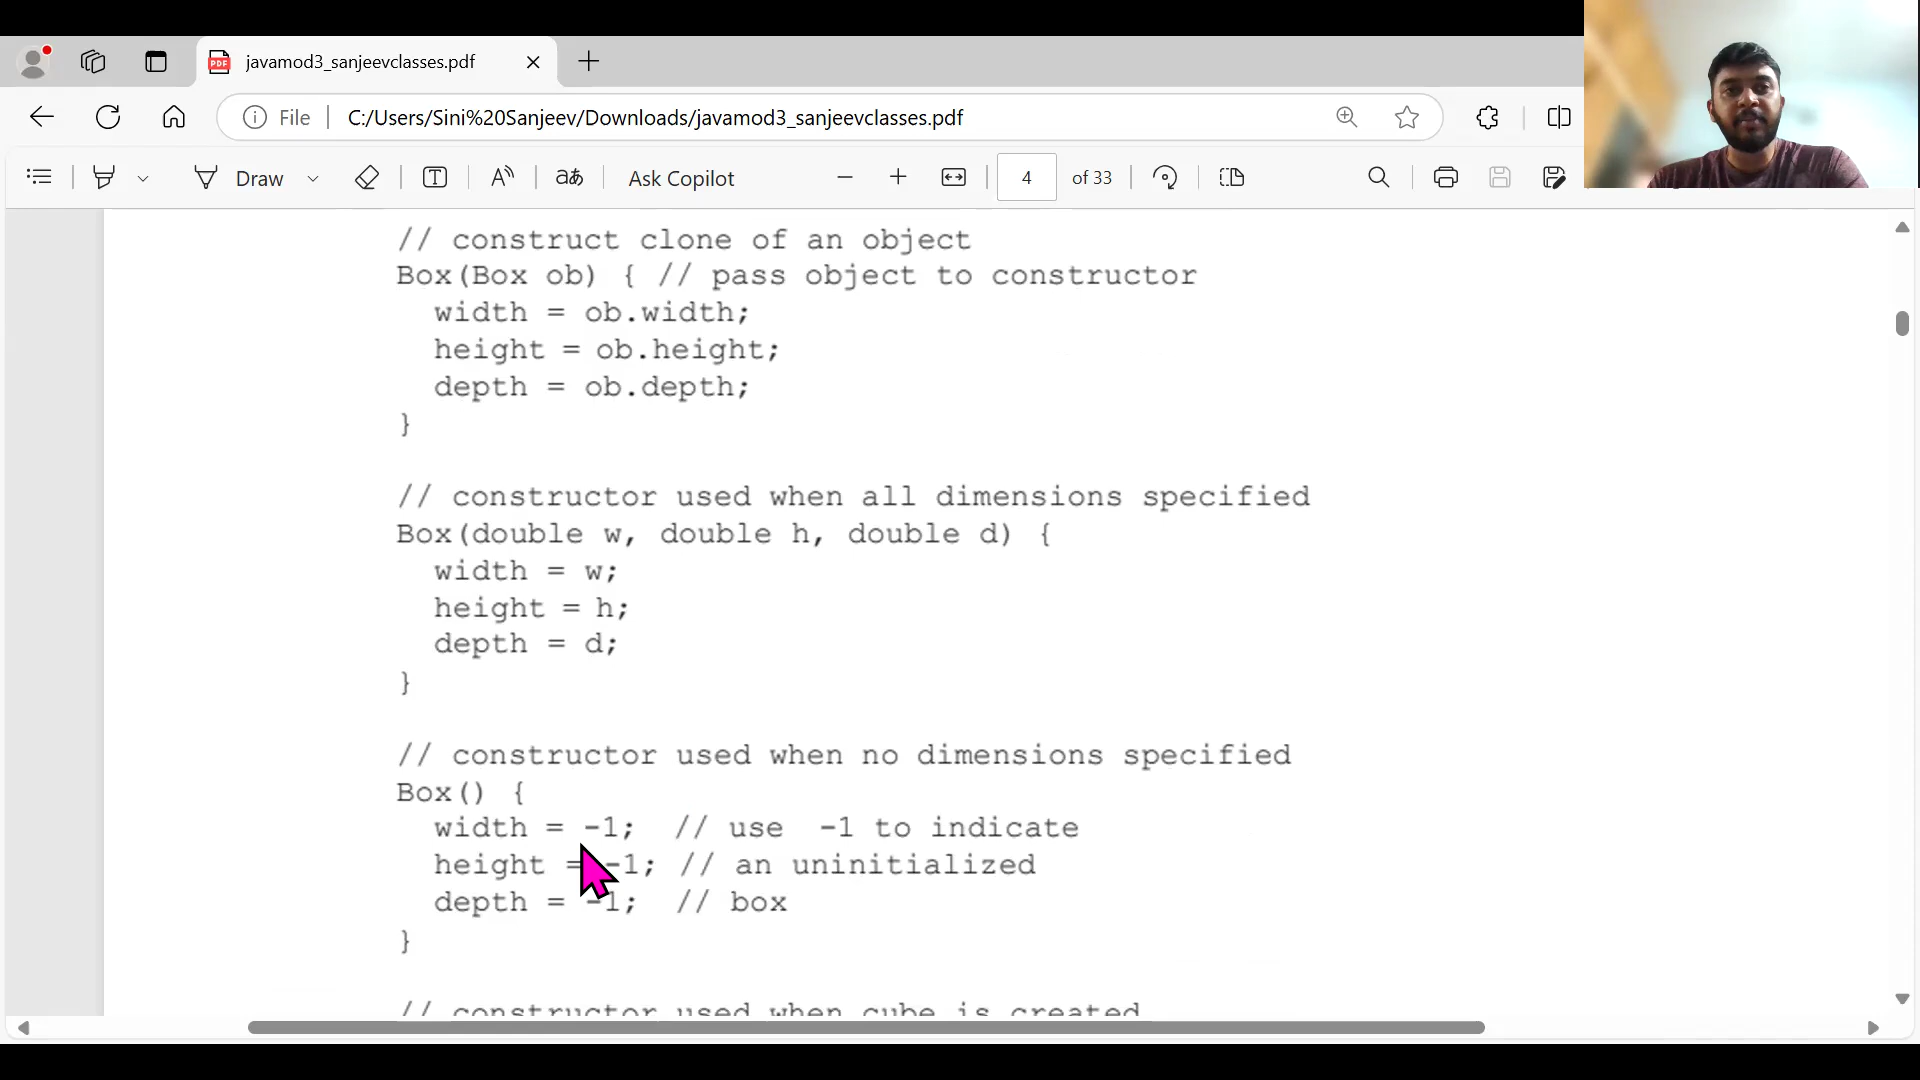 javamod3_sanjeevclasses.pdf
File
C:/Users/Sini%20Sanjeev/Downloads/javamod3_sanjeevclasses.pdf
Draw
Ask Copilot
4 of 33
// construct clone of an object
Box(Box ob) { // pass object to constructor
width = ob.width;
height = ob.height;
depth = ob.depth;
}
// constructor used when all dimensions specified
Box(double w, double h, double d) {
width = w;
height = h;
depth = d;
}
// constructor used when no dimensions specified
Box() {
width = -1; // use -1 to indicate
height = -1; // an uninitialized
depth = -1; // box
}
// constructor used when cube is created